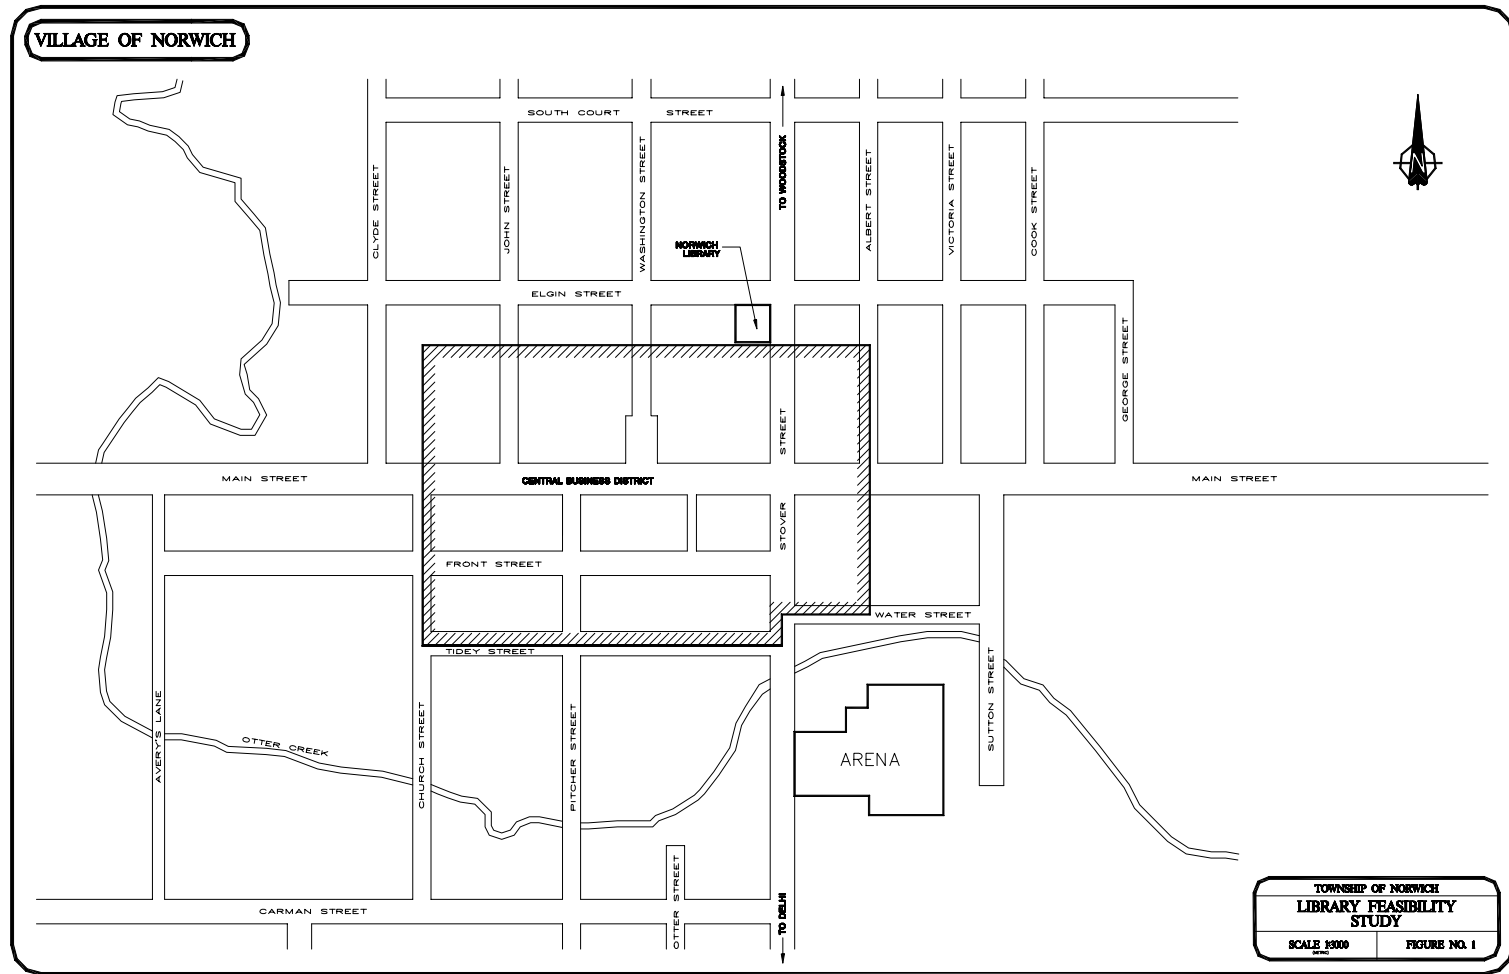 VILLAGE OF NORWICH
SOUTH COURT STREET
CLYDE STREET
JOHN STREET
WASHINGTON STREET
TO WOODSTOCK
ALBERT STREET
VICTORIA STREET
COOK STREET
N
NORWICH
LIBRARY
ELGIN STREET
GEORGE STREET
STOVER STREET
MAIN STREET
CENTRAL BUSINESS DISTRICT
MAIN STREET
FRONT STREET
WATER STREET
TIDEY STREET
AVERY'S LANE
OTTER CREEK
CHURCH STREET
PITCHER STREET
SUTTON STREET
ARENA
OTTER STREET
TO DELHI
CARMAN STREET
TOWNSHIP OF NORWICH
LIBRARY FEASIBILITY
STUDY
SCALE 1:3000
(METRIC)
FIGURE NO. 1